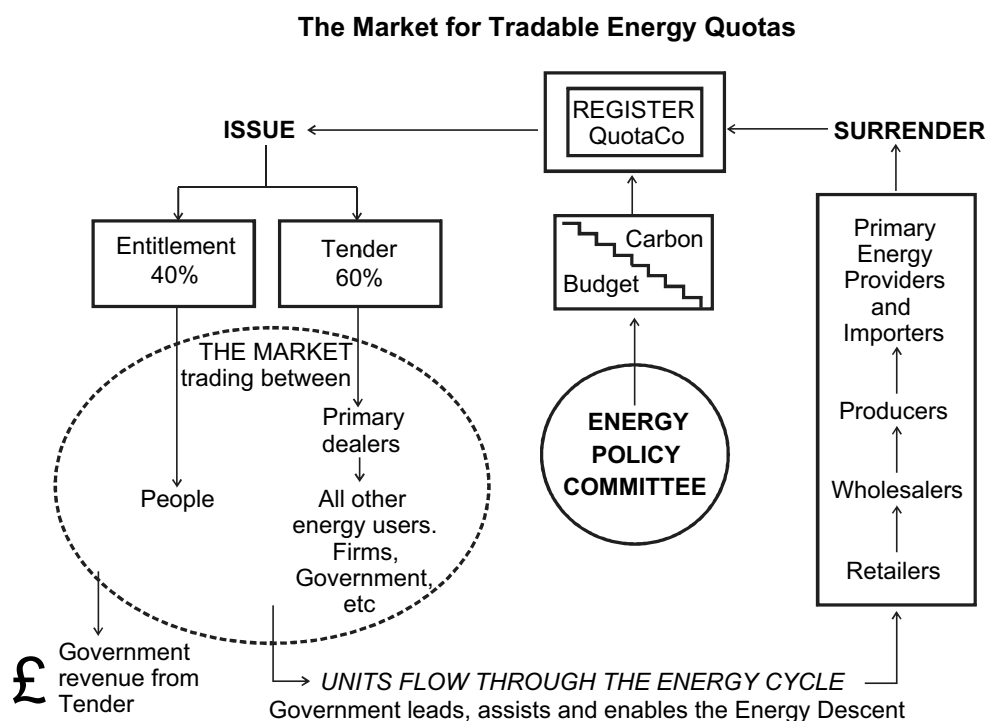 The Market for Tradable Energy Quotas
REGISTER
QuotaCo
ISSUE
SURRENDER
Entitlement
40%
Tender
60%
Carbon
Budget
Primary
Energy
Providers
and
Importers
THE MARKET
trading between
Primary
dealers
ENERGY
POLICY
COMMITTEE
Producers
People
All other
energy users.
Firms,
Government,
etc
Wholesalers
Retailers
£
Government
revenue from
Tender
UNITS FLOW THROUGH THE ENERGY CYCLE
Government leads, assists and enables the Energy Descent